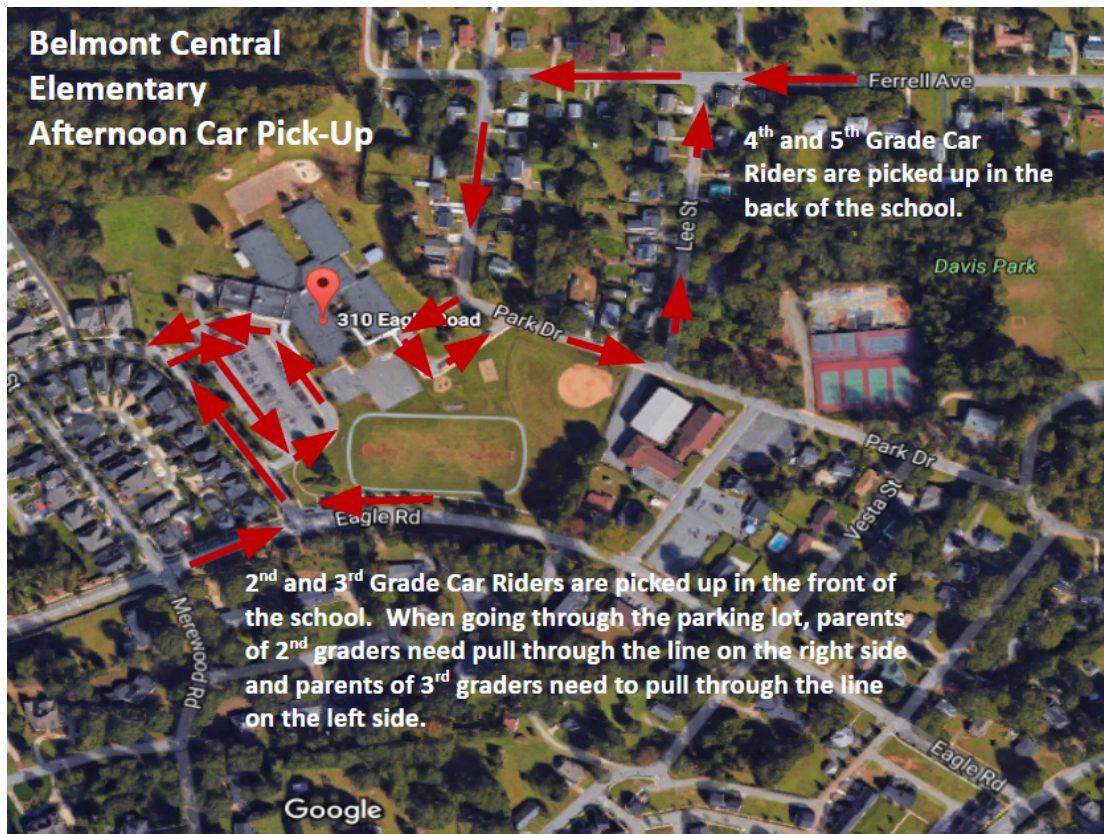 Belmont Central
Elementary
Afternoon Car Pick-Up
Ferrell Ave
4th and 5th Grade Car
Riders are picked up in the
back of the school.
Lee St
Davis Park
310 Eagle Road
Park Dr
St
Park Dr
Vesta St
Eagle Rd
2nd and 3rd Grade Car Riders are picked up in the front of
the school. When going through the parking lot, parents
of 2nd graders need pull through the line on the right side
and parents of 3rd graders need to pull through the line
on the left side.
Merewood Rd
Eagle Rd
Google